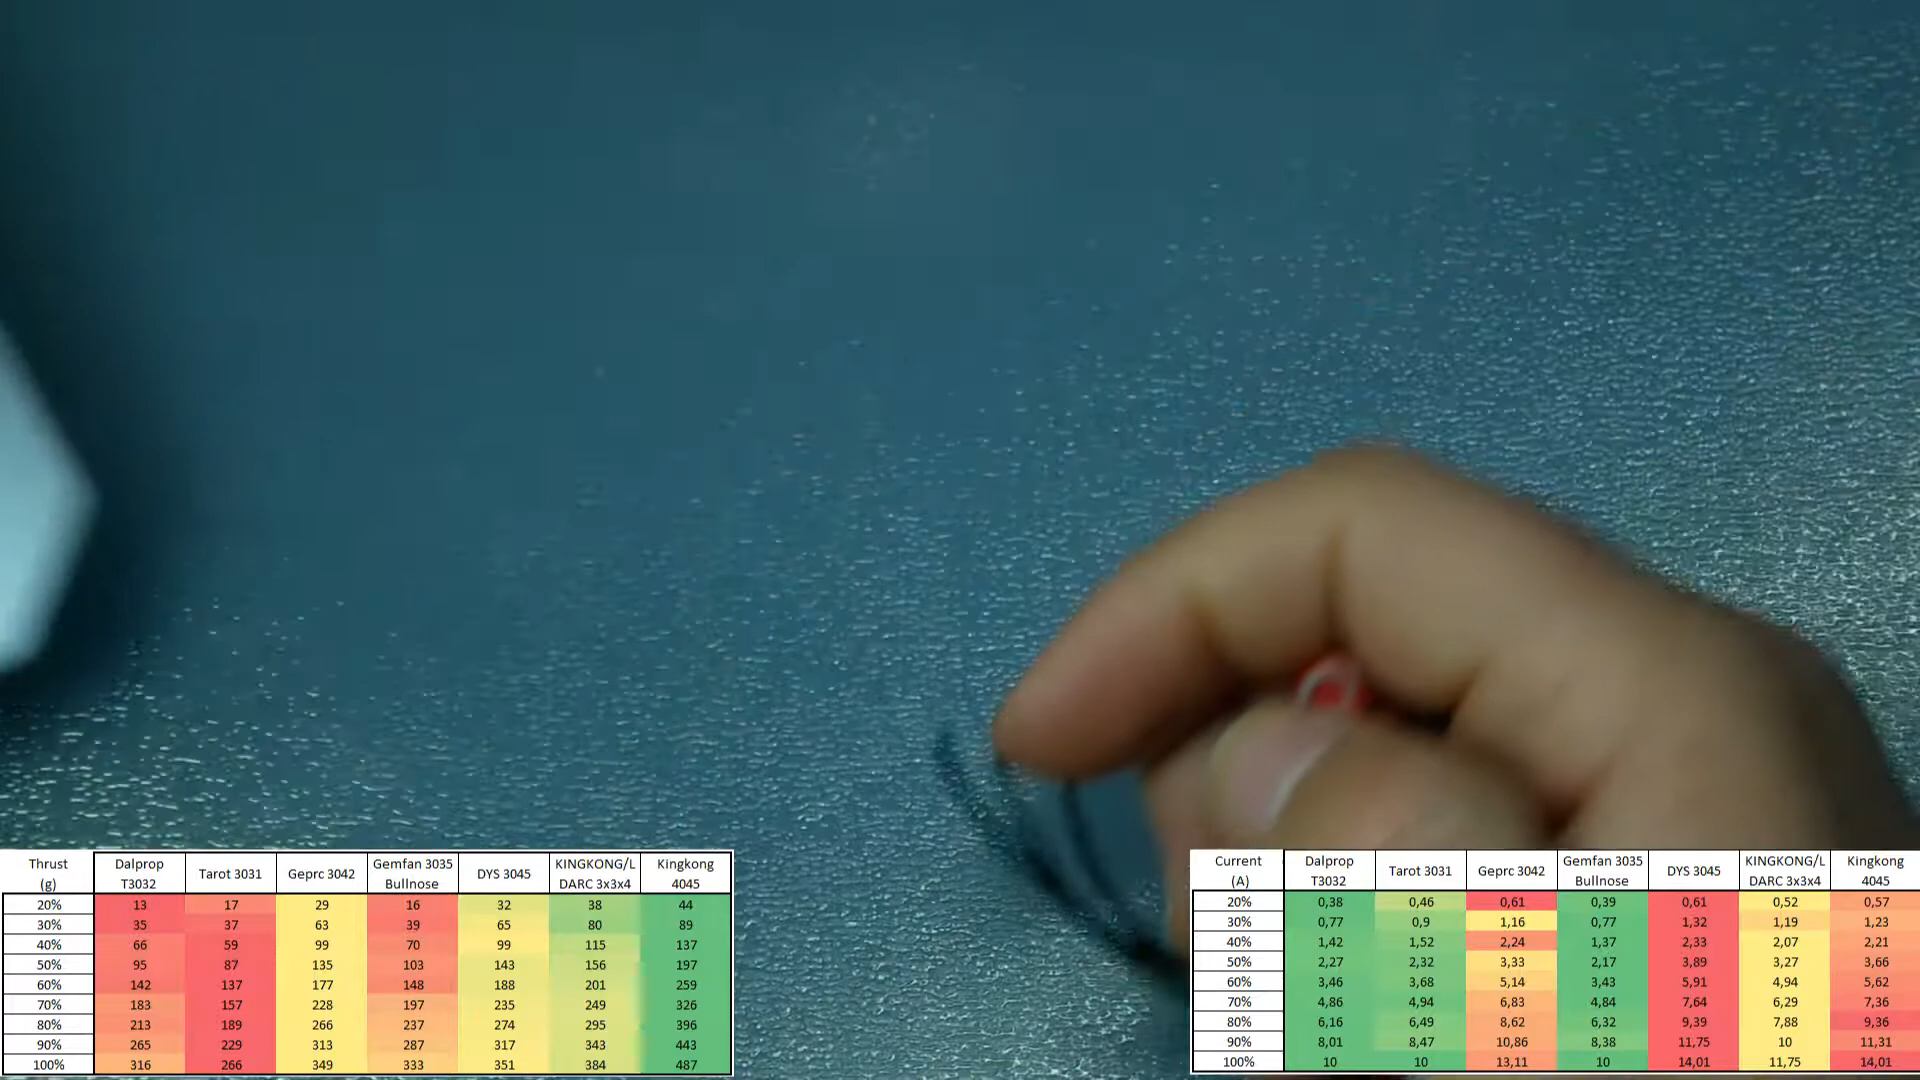 Thrust (g) Dalprop T3032 Tarot 3031 Geprc 3042 Gemfan 3035 Bullnose DYS 3045 KINGKONG/L DARC 3x3x4 Kingkong 4045
20% 13 17 29 16 32 38 44
30% 35 37 63 39 65 80 89
40% 66 59 99 70 99 115 137
50% 95 87 135 103 143 156 197
60% 142 137 177 148 188 201 259
70% 183 157 228 197 235 249 326
80% 213 189 266 237 274 295 396
90% 265 229 313 287 317 343 443
100% 316 266 349 333 351 384 487
Current (A) Dalprop T3032 Tarot 3031 Geprc 3042 Gemfan 3035 Bullnose DYS 3045 KINGKONG/L DARC 3x3x4 Kingkong 4045
20% 0,38 0,46 0,61 0,39 0,61 0,52 0,57
30% 0,77 0,9 1,16 0,77 1,32 1,19 1,23
40% 1,42 1,52 2,24 1,37 2,33 2,07 2,21
50% 2,27 2,32 3,33 2,17 3,89 3,27 3,66
60% 3,46 3,68 5,14 3,43 5,91 4,94 5,62
70% 4,86 4,94 6,83 4,84 7,64 6,29 7,36
80% 6,16 6,49 8,62 6,32 9,39 7,88 9,36
90% 8,01 8,47 10,86 8,38 11,75 10 11,31
100% 10 10 13,11 10 14,01 11,75 14,01